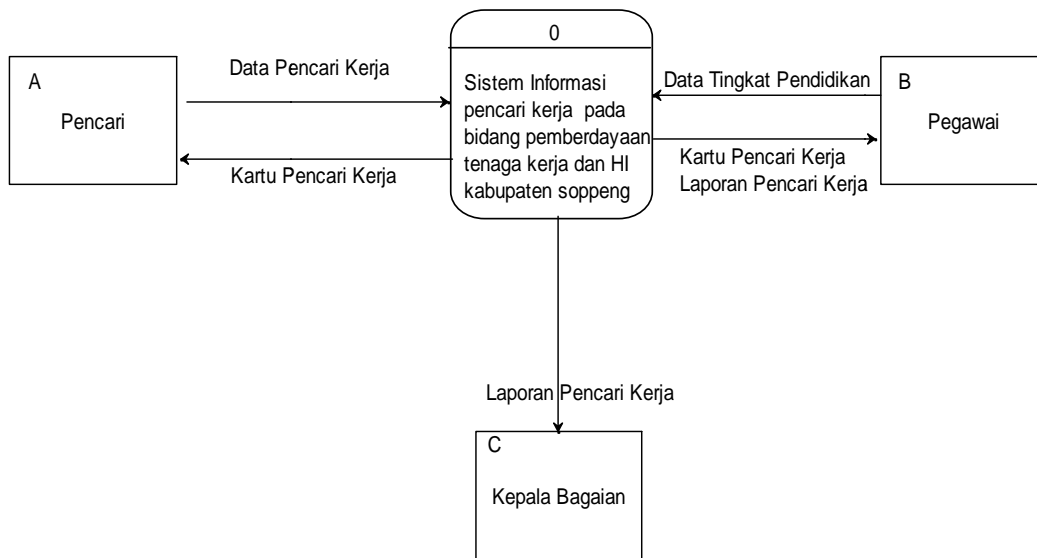 0
A
Pencari
Data Pencari Kerja
Kartu Pencari Kerja
Sistem Informasi
pencari kerja pada
bidang pemberdayaan
tenaga kerja dan HI
kabupaten soppeng
Data Tingkat Pendidikan
Kartu Pencari Kerja
Laporan Pencari Kerja
B
Pegawai
Laporan Pencari Kerja
C
Kepala Bagaian